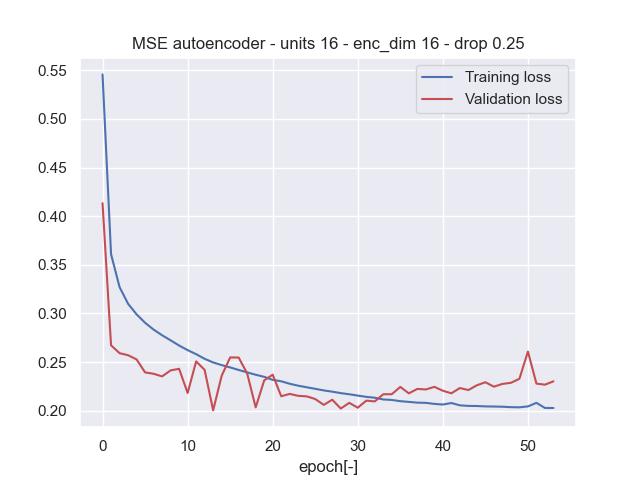 MSE autoencoder - units 16 - enc_dim 16 - drop 0.25
Training loss
Validation loss
0.55
0.50
0.45
0.40
0.35
0.30
0.25
0.20
0 10 20 30 40 50
epoch[-]